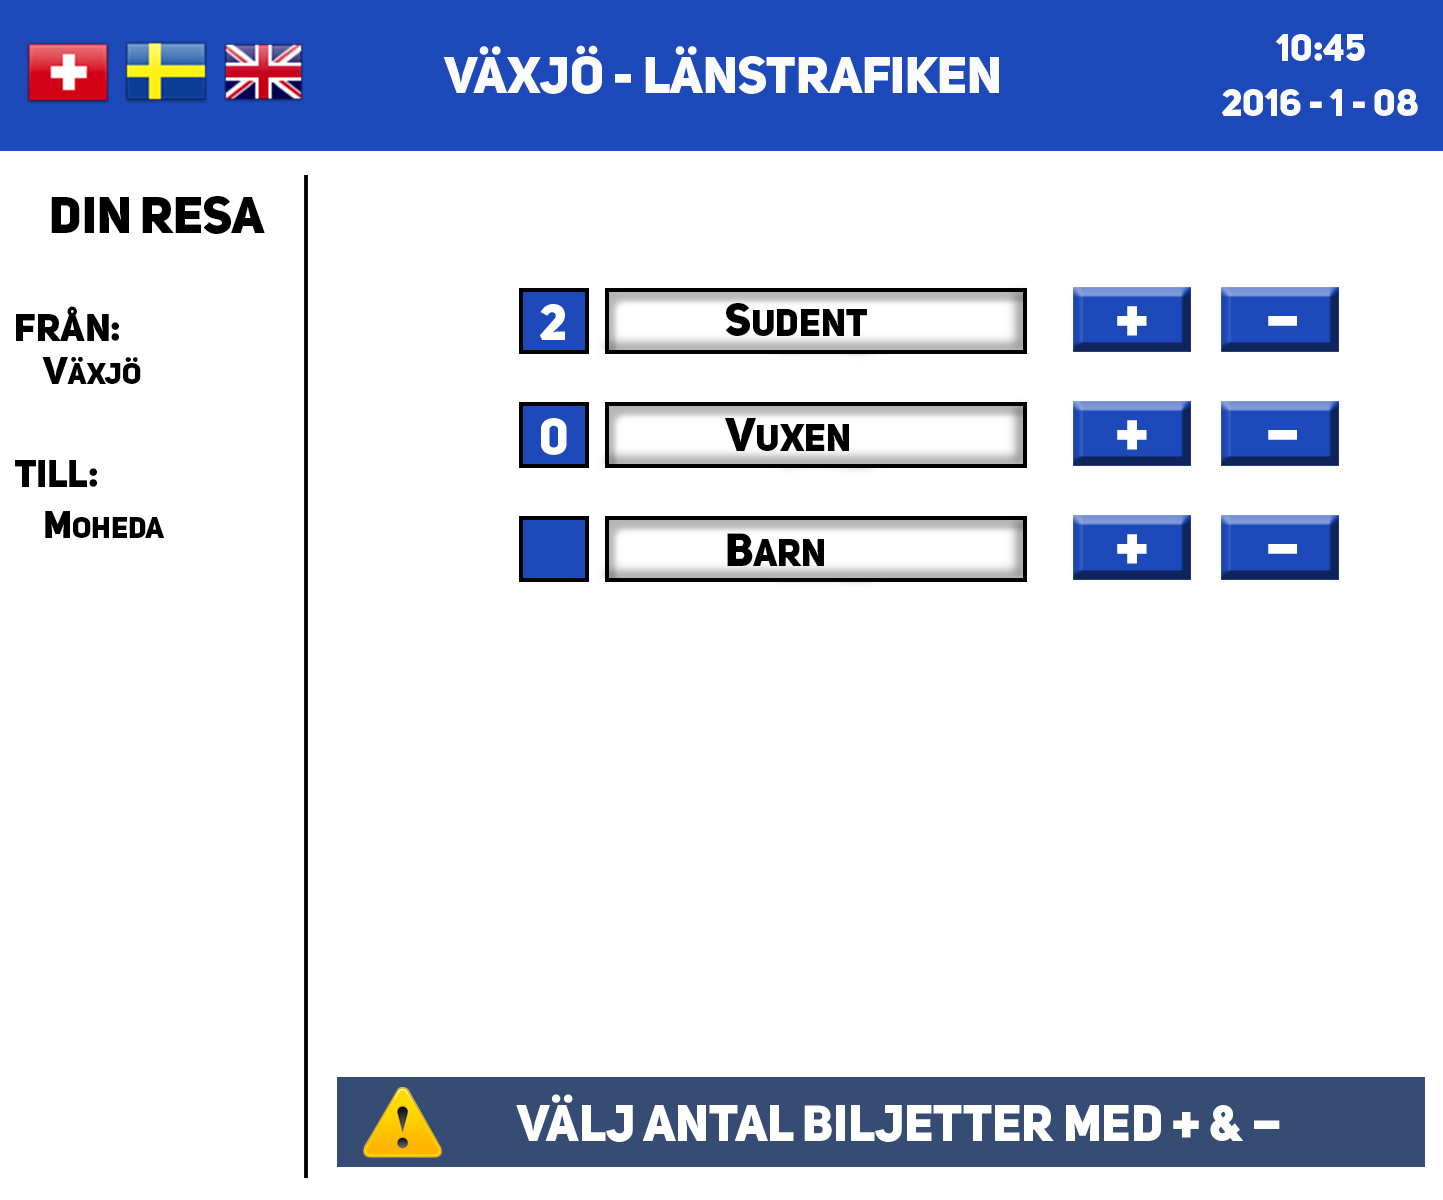 VÄXJÖ - LÄNSTRAFIKEN
10:45
2016 - 1 - 08
DIN RESA
FRÅN:
VÄXJÖ
TILL:
MOHEDA
2 SUDENT + –
0 VUXEN + –
BARN + –
VÄLJ ANTAL BILJETTER MED + & –